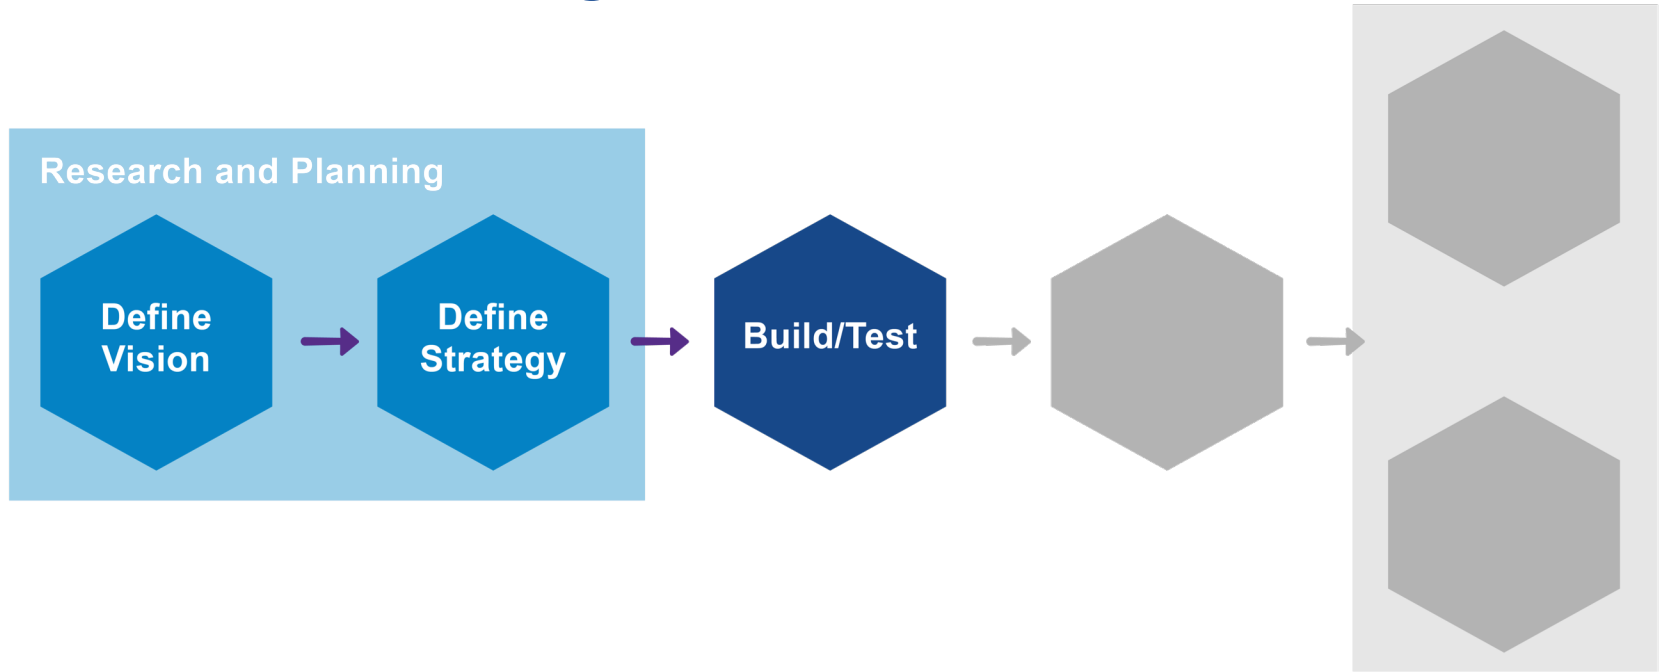 Research and Planning
Define
Vision
Define
Strategy
Build/Test